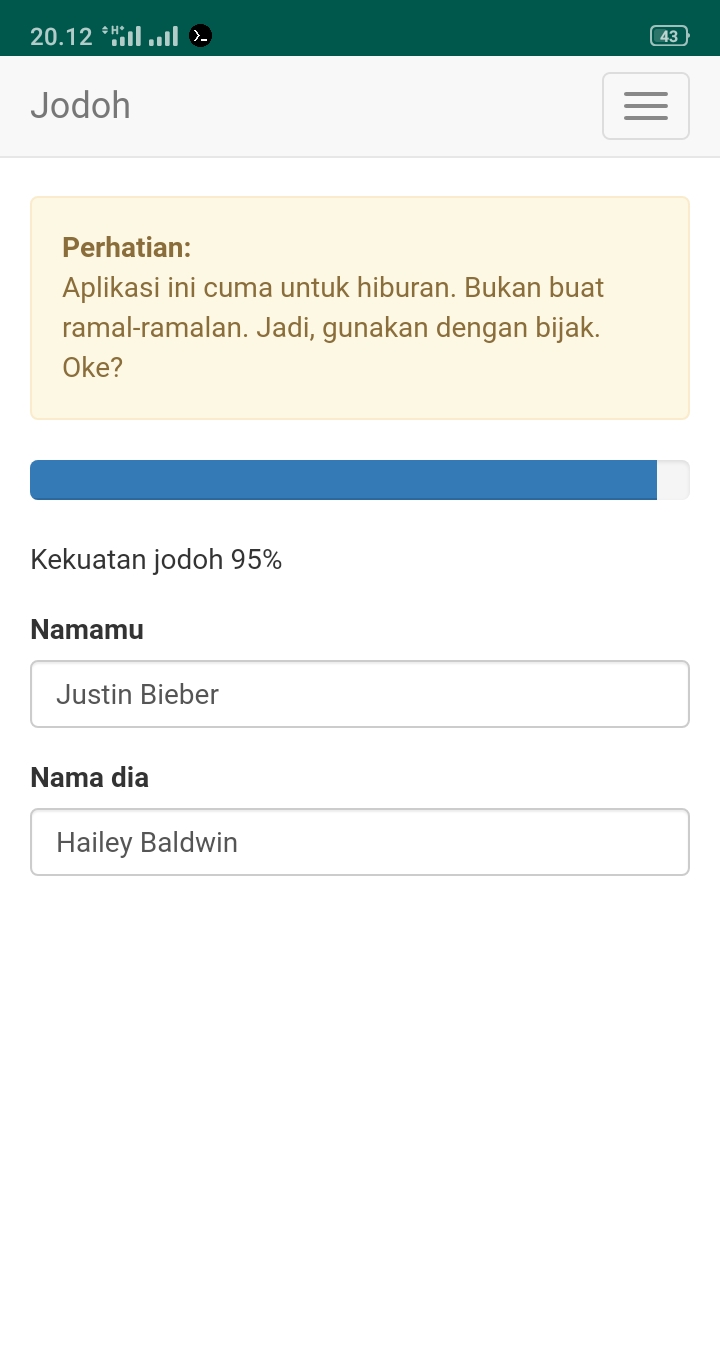 20.12 H+ 43
Jodoh
Perhatian:
Aplikasi ini cuma untuk hiburan. Bukan buat
ramal-ramalan. Jadi, gunakan dengan bijak.
Oke?
Kekuatan jodoh 95%
Namamu
Justin Bieber
Nama dia
Hailey Baldwin